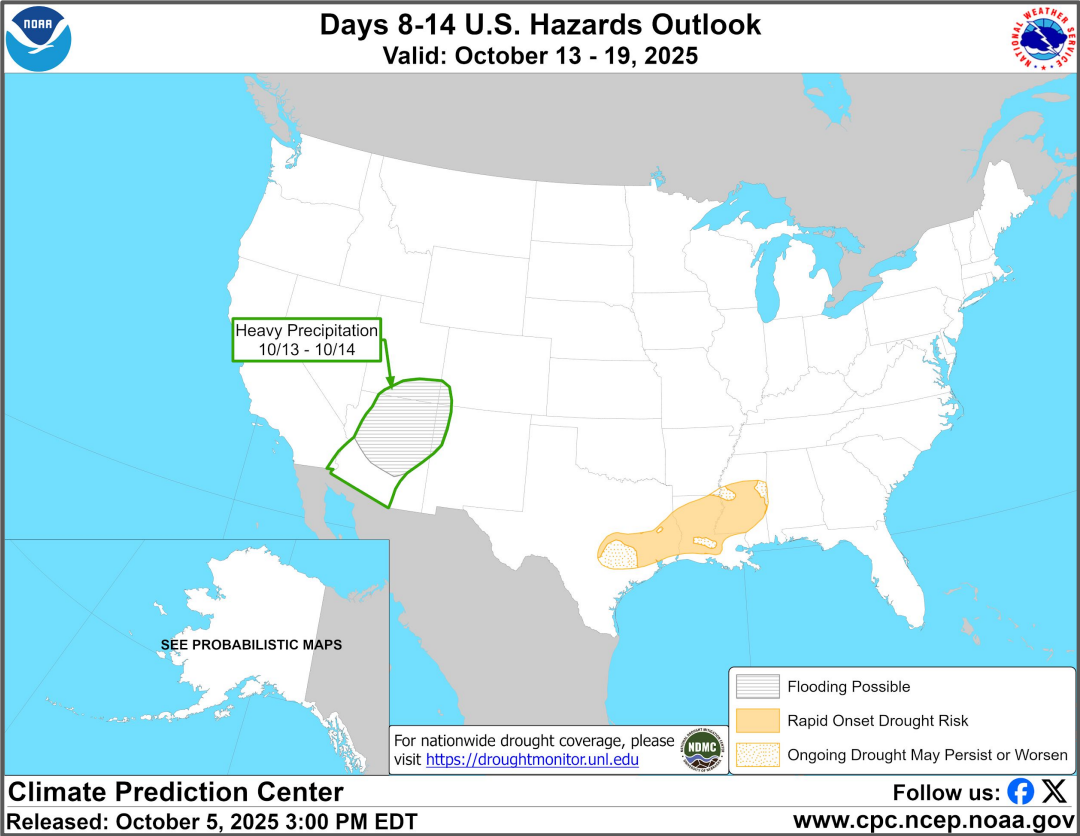 NOAA
Days 8-14 U.S. Hazards Outlook
Valid: October 13 - 19, 2025
NATIONAL WEATHER SERVICE
Heavy Precipitation
10/13 - 10/14
SEE PROBABILISTIC MAPS
Flooding Possible
Rapid Onset Drought Risk
Ongoing Drought May Persist or Worsen
For nationwide drought coverage, please
visit https://droughtmonitor.unl.edu
NDMC
Climate Prediction Center
Follow us:
Released: October 5, 2025 3:00 PM EDT
www.cpc.ncep.noaa.gov